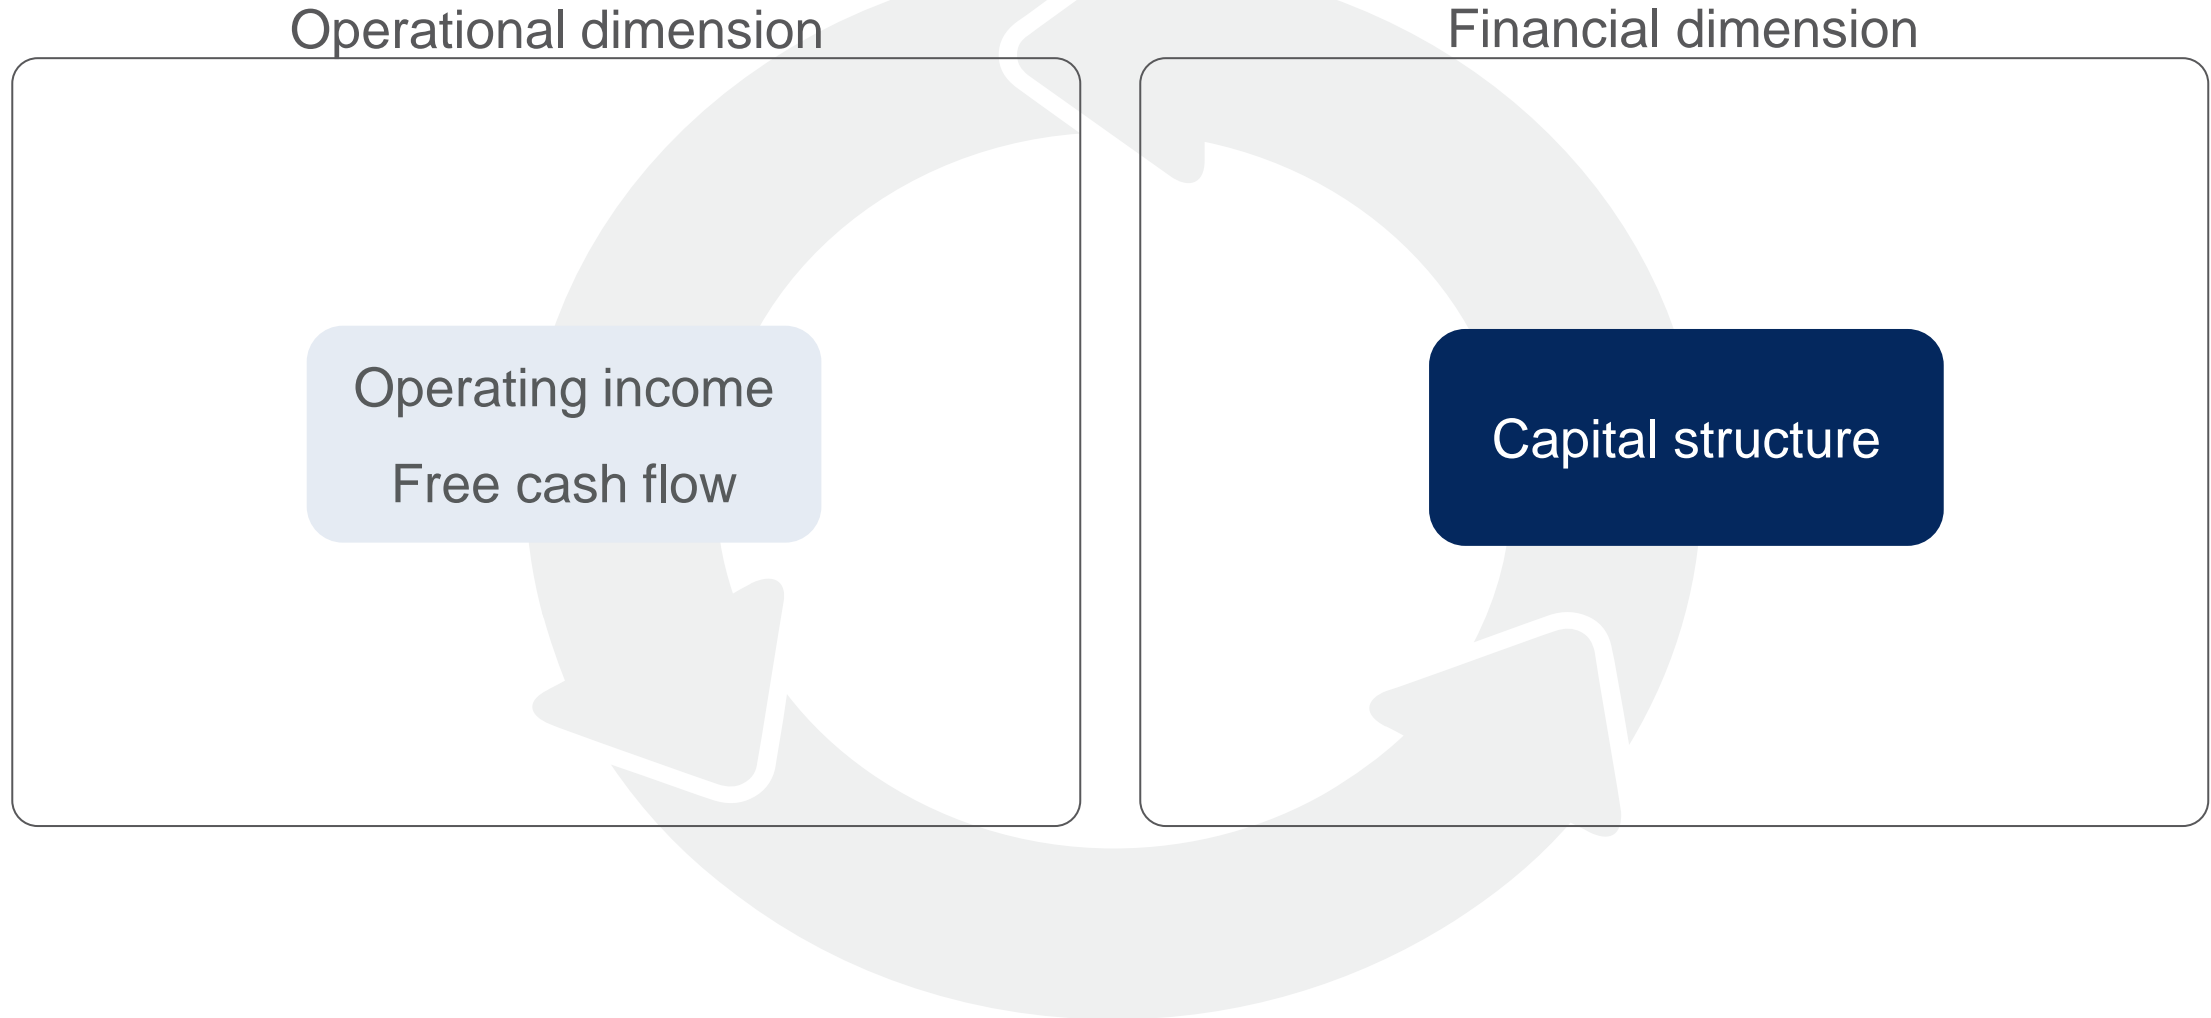 Operational dimension
Operating income
Free cash flow
Financial dimension
Capital structure